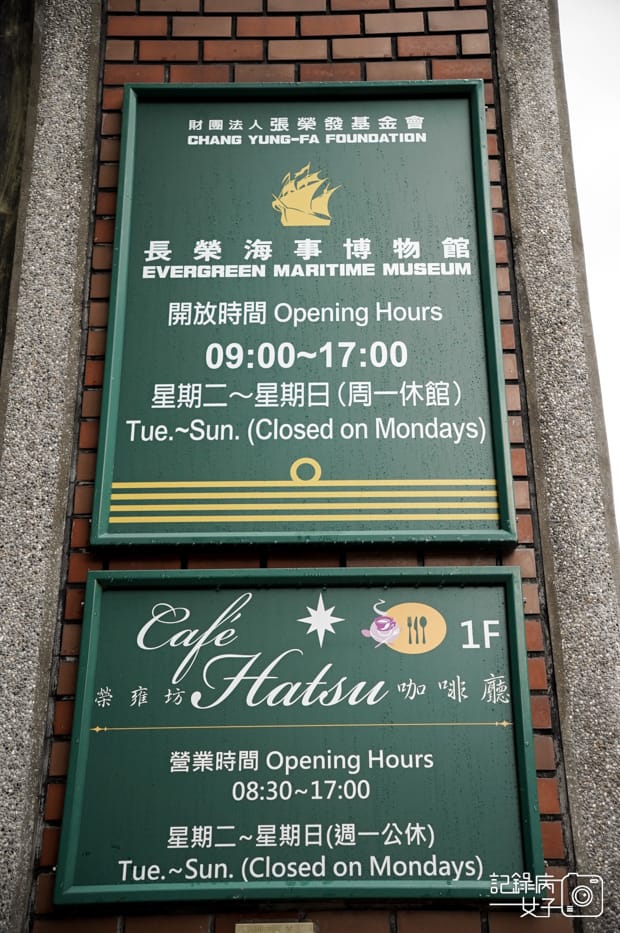 財團法人 張榮發基金會
CHANG YUNG-FA FOUNDATION
長榮海事博物館
EVERGREEN MARITIME MUSEUM
開放時間 Opening Hours
09:00~17:00
星期二～星期日（周一休館）
Tue.~Sun. (Closed on Mondays)
Café 1F
榮雍坊 Hatsu 咖啡廳
營業時間 Opening Hours
08:30~17:00
星期二~星期日(週一公休)
Tue.~Sun. (Closed on Mondays)
記錄病
女子